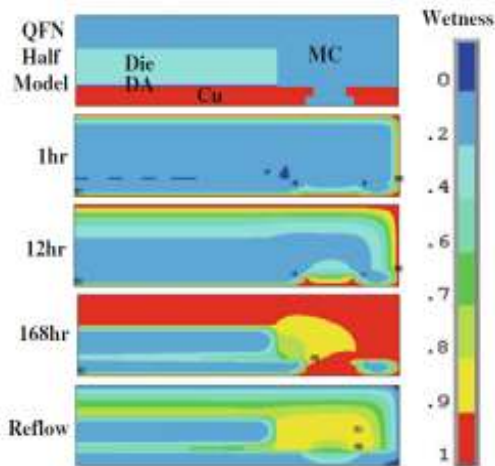 Wetness
QFN
Half
Model
Die
DA
Cu
MC
1hr
12hr
168hr
Reflow
0
.2
.4
.6
.7
.8
.9
1